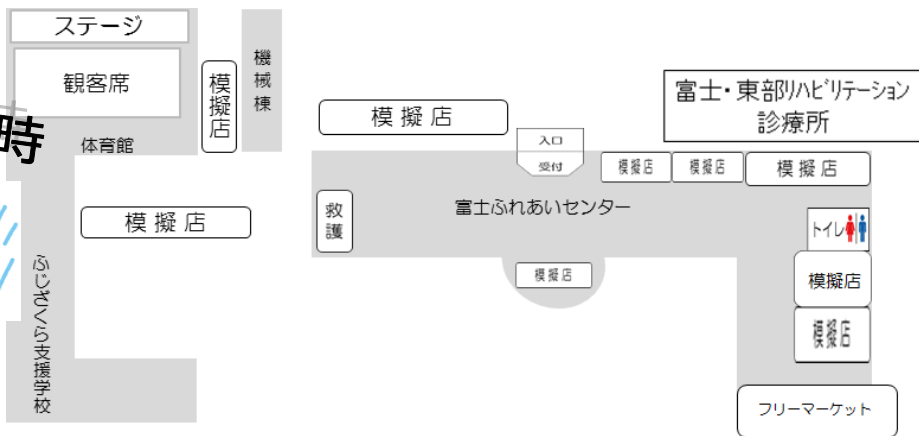 ステージ
観客席
体育館
模擬店
機械棟
時
模擬店
ふじざくら支援学校
模擬店
入口
受付
富士・東部リハビリテーション
診療所
模擬店
模擬店
模擬店
救護
富士ふれあいセンター
トイレ
模擬店
模擬店
模擬店
フリーマーケット